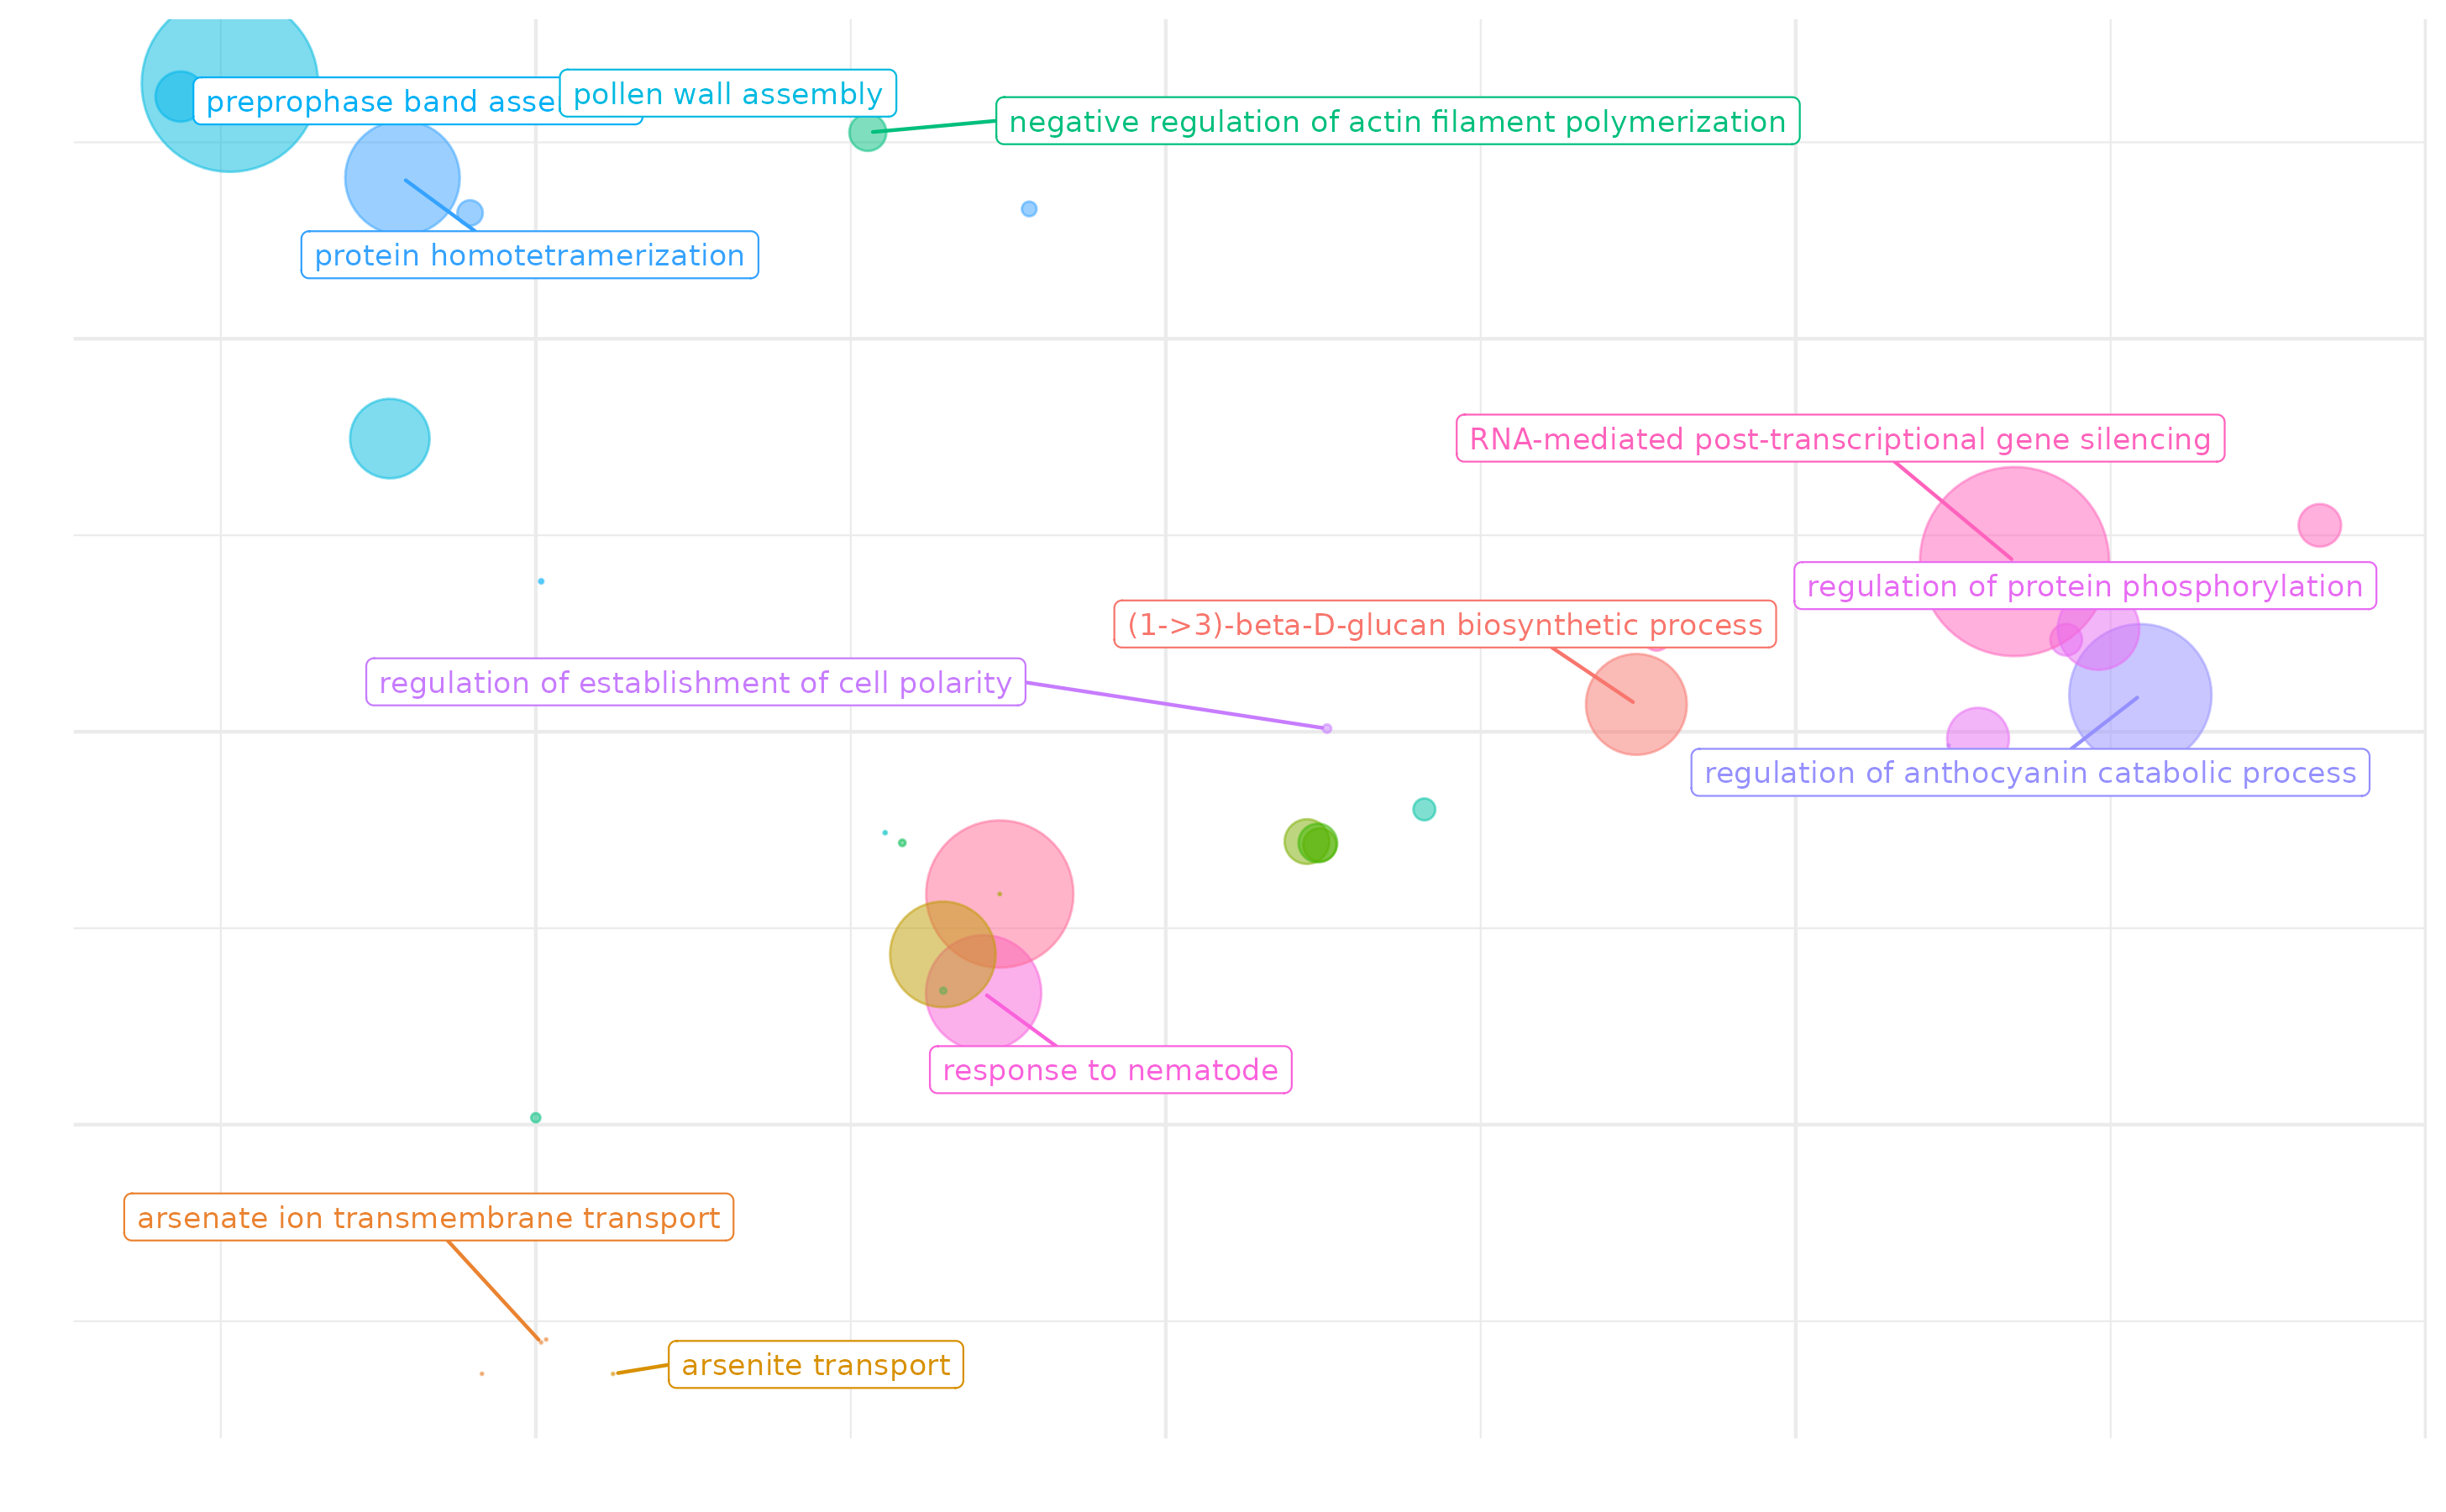 preprophase band asse
pollen wall assembly
negative regulation of actin filament polymerization
protein homotetramerization
RNA-mediated post-transcriptional gene silencing
regulation of protein phosphorylation
(1->3)-beta-D-glucan biosynthetic process
regulation of establishment of cell polarity
regulation of anthocyanin catabolic process
response to nematode
arsenate ion transmembrane transport
arsenite transport